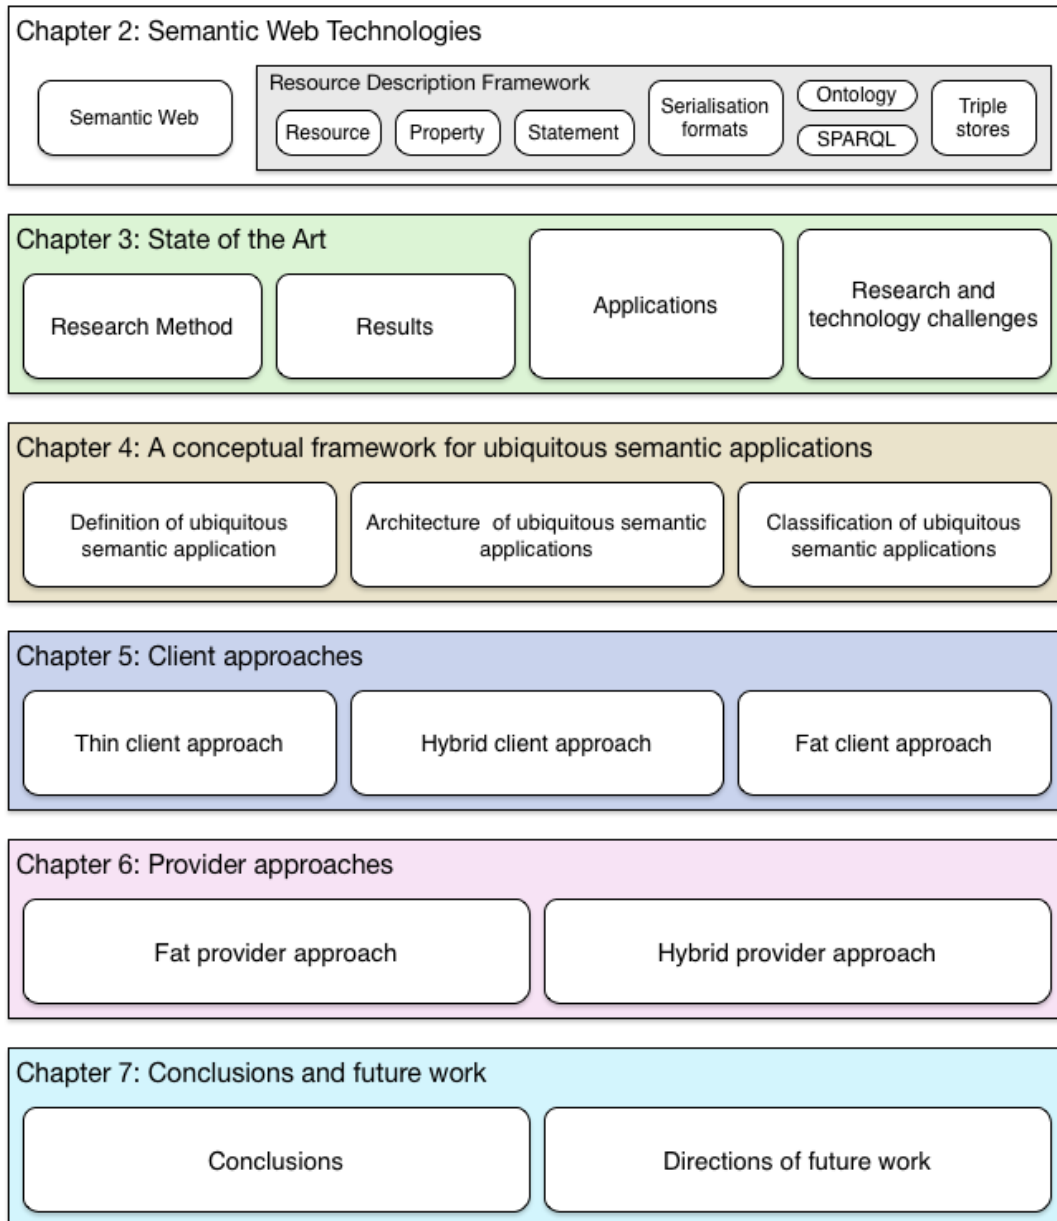 Chapter 2: Semantic Web Technologies
Semantic Web
Resource Description Framework
Resource
Property
Statement
Serialisation
formats
Ontology
SPARQL
Triple
stores
Chapter 3: State of the Art
Research Method
Results
Applications
Research and
technology challenges
Chapter 4: A conceptual framework for ubiquitous semantic applications
Definition of ubiquitous
semantic application
Architecture of ubiquitous semantic
applications
Classification of ubiquitous
semantic applications
Chapter 5: Client approaches
Thin client approach
Hybrid client approach
Fat client approach
Chapter 6: Provider approaches
Fat provider approach
Hybrid provider approach
Chapter 7: Conclusions and future work
Conclusions
Directions of future work